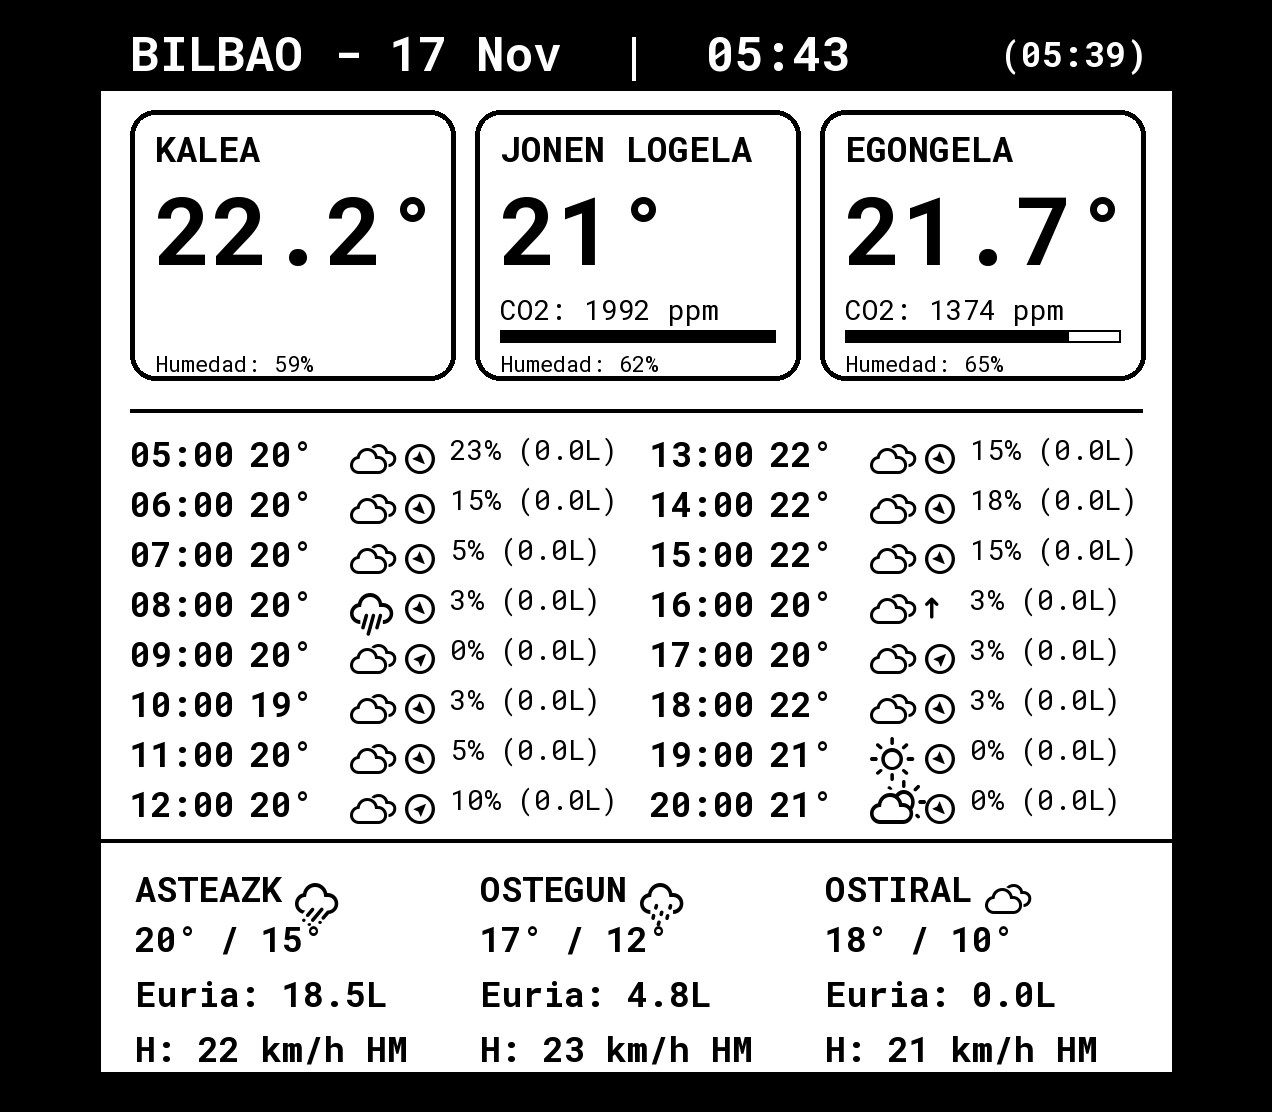 BILBAO - 17 Nov | 05:43 (05:39)
KALEA
22.2°
Humedad: 59%
JONEN LOGELA
21°
CO2: 1992 ppm
Humedad: 62%
EGONGELA
21.7°
CO2: 1374 ppm
Humedad: 65%
05:00 20° 23% (0.0L)
06:00 20° 15% (0.0L)
07:00 20° 5% (0.0L)
08:00 20° 3% (0.0L)
09:00 20° 0% (0.0L)
10:00 19° 3% (0.0L)
11:00 20° 5% (0.0L)
12:00 20° 10% (0.0L)
13:00 22° 15% (0.0L)
14:00 22° 18% (0.0L)
15:00 22° 15% (0.0L)
16:00 20° 3% (0.0L)
17:00 20° 3% (0.0L)
18:00 22° 3% (0.0L)
19:00 21° 0% (0.0L)
20:00 21° 0% (0.0L)
ASTEAZK
20° / 15°
Euria: 18.5L
H: 22 km/h HM
OSTEGUN
17° / 12°
Euria: 4.8L
H: 23 km/h HM
OSTIRAL
18° / 10°
Euria: 0.0L
H: 21 km/h HM